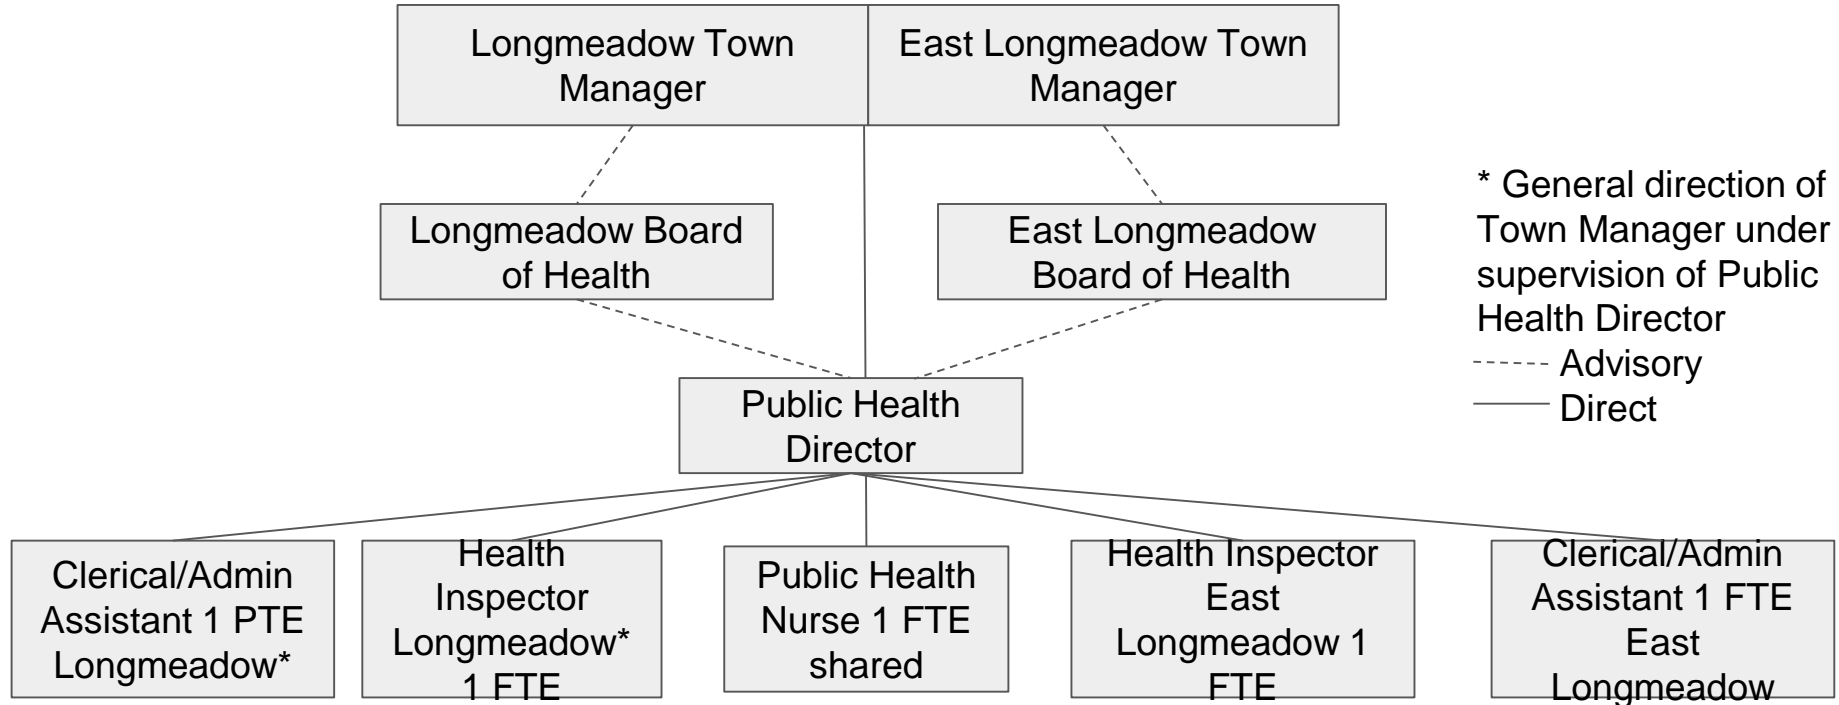 Longmeadow Town
Manager
East Longmeadow Town
Manager
Longmeadow Board
of Health
East Longmeadow
Board of Health
* General direction of
Town Manager under
supervision of Public
Health Director
Advisory
Direct
Public Health
Director
Clerical/Admin
Assistant 1 PTE
Longmeadow*
Health
Inspector
Longmeadow*
1 FTE
Public Health
Nurse 1 FTE
shared
Health Inspector
East
Longmeadow 1
FTE
Clerical/Admin
Assistant 1 FTE
East
Longmeadow